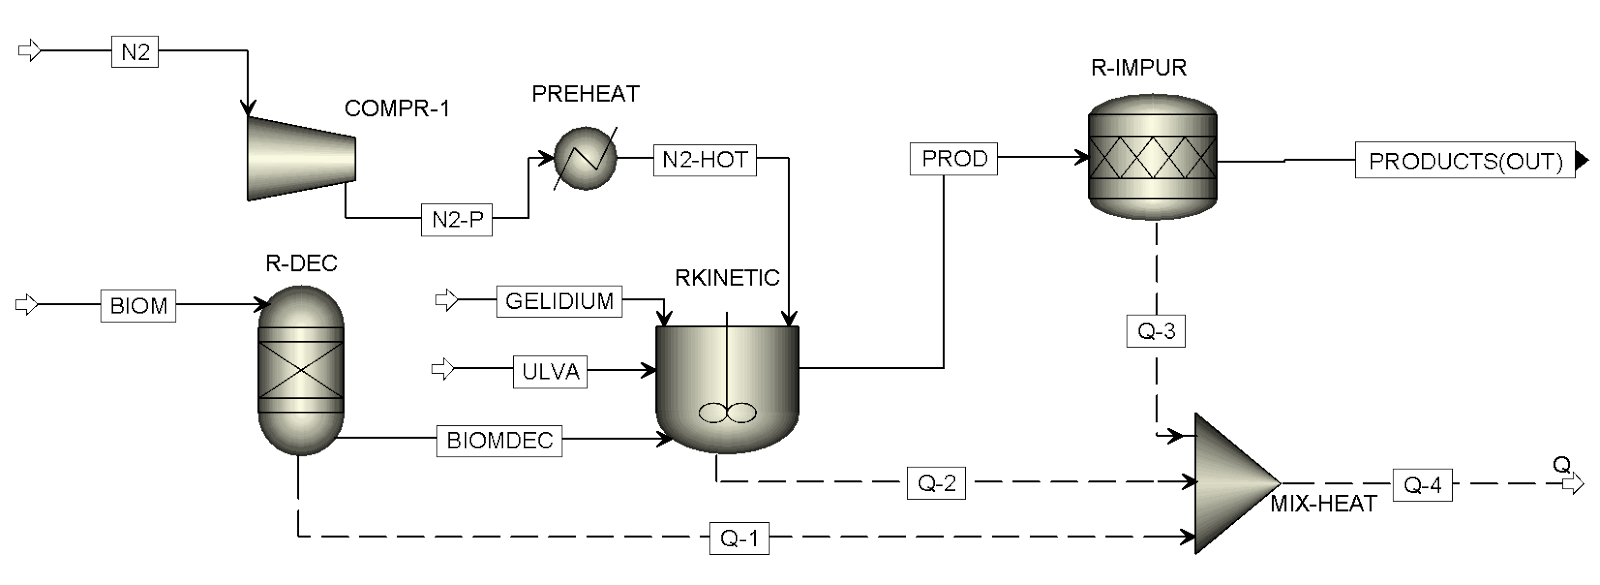 N2
COMPR-1
PREHEAT
R-IMPUR
N2-HOT
PROD
PRODUCTS(OUT)
N2-P
R-DEC
RKINETIC
BIOM
GELIDIUM
ULVA
BIOMDEC
Q-3
Q-2
Q-1
MIX-HEAT
Q-4
Q